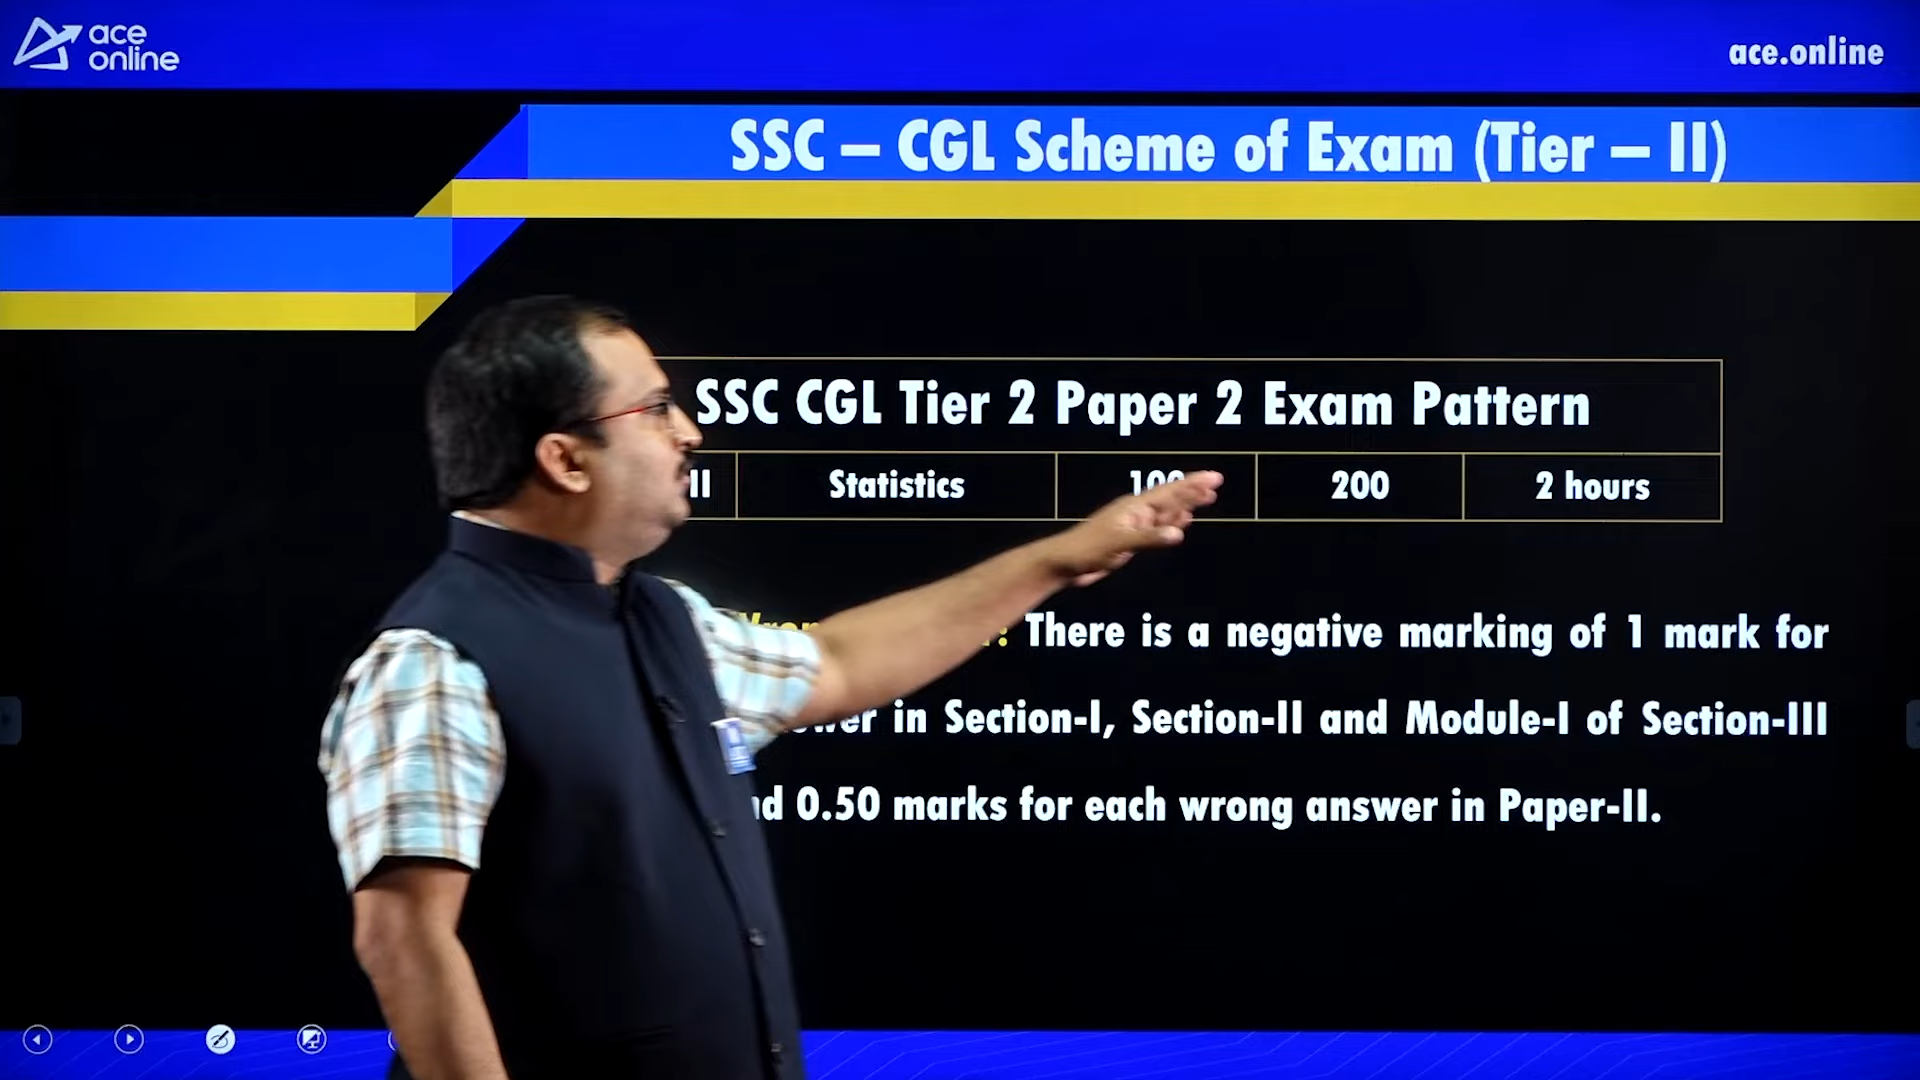 ace
online
ace.online
SSC – CGL Scheme of Exam (Tier – II)
SSC CGL Tier 2 Paper 2 Exam Pattern
Statistics 200 2 hours
There is a negative marking of 1 mark for
in Section-I, Section-II and Module-I of Section-III
0.50 marks for each wrong answer in Paper-II.